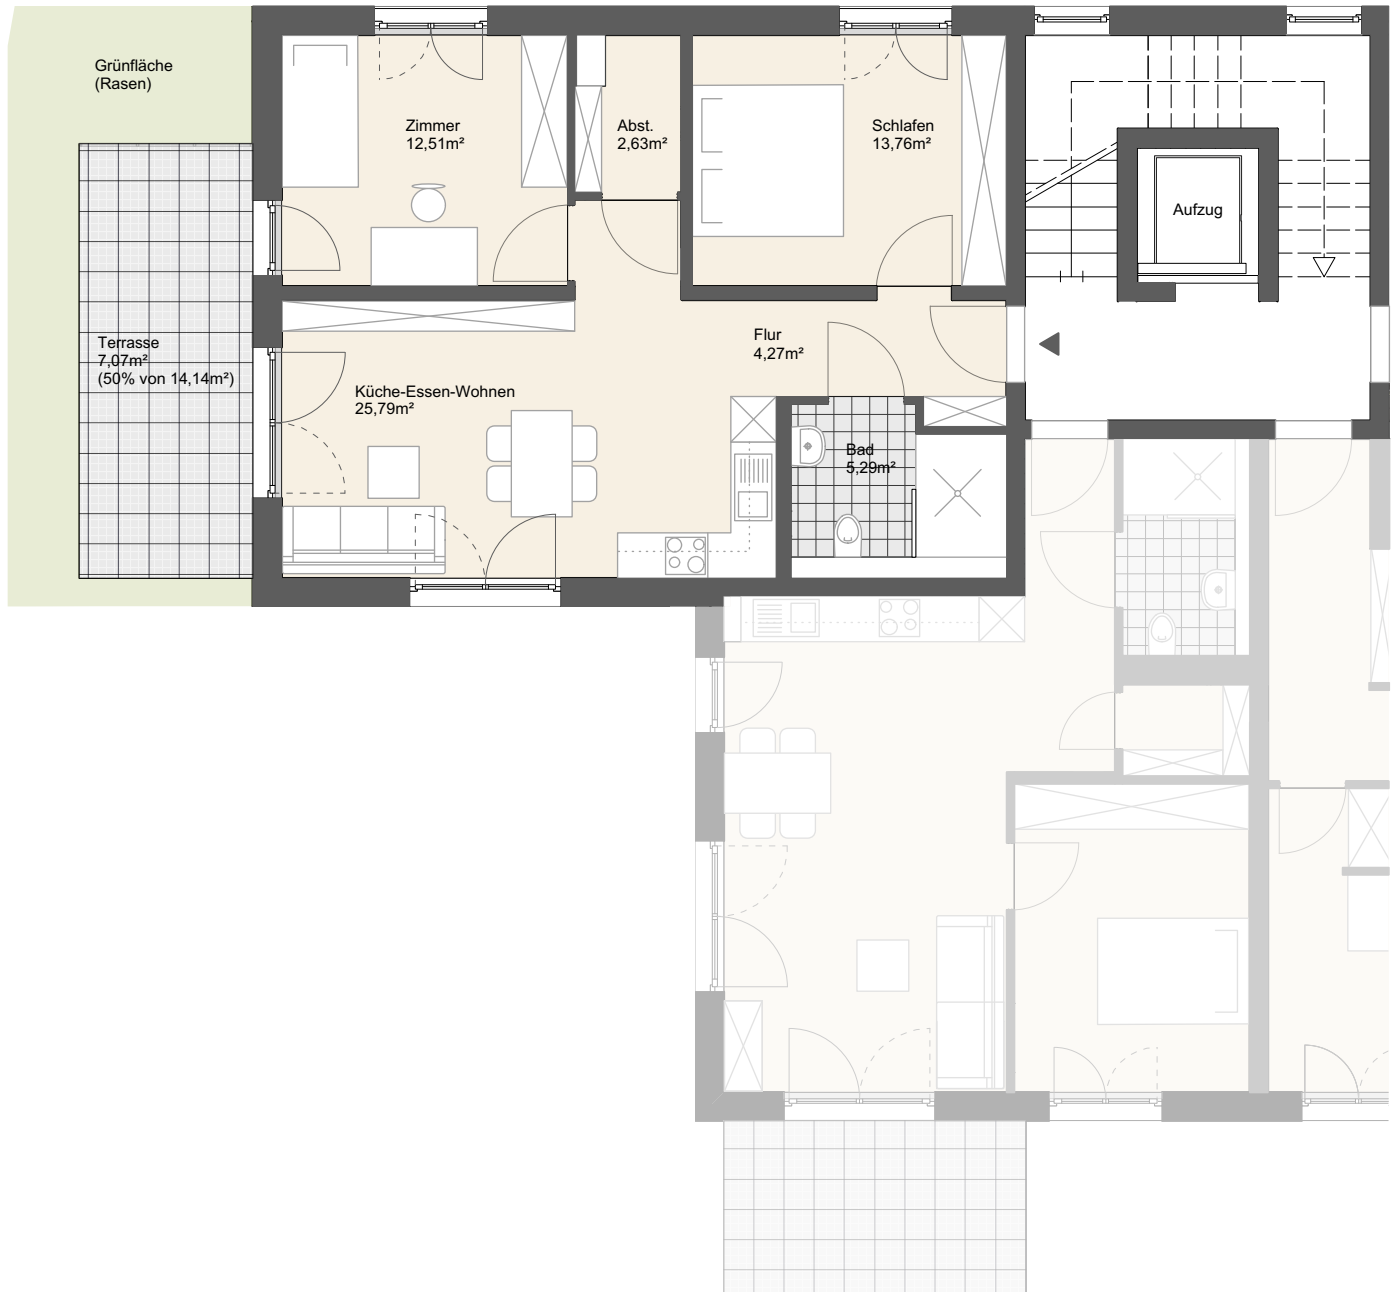 Grünfläche
(Rasen)
Zimmer
12,51m²
Abst.
2,63m²
Schlafen
13,76m²
Aufzug
Terrasse
7,07m²
(50% von 14,14m²)
Flur
4,27m²
Küche-Essen-Wohnen
25,79m²
Bad
5,29m²